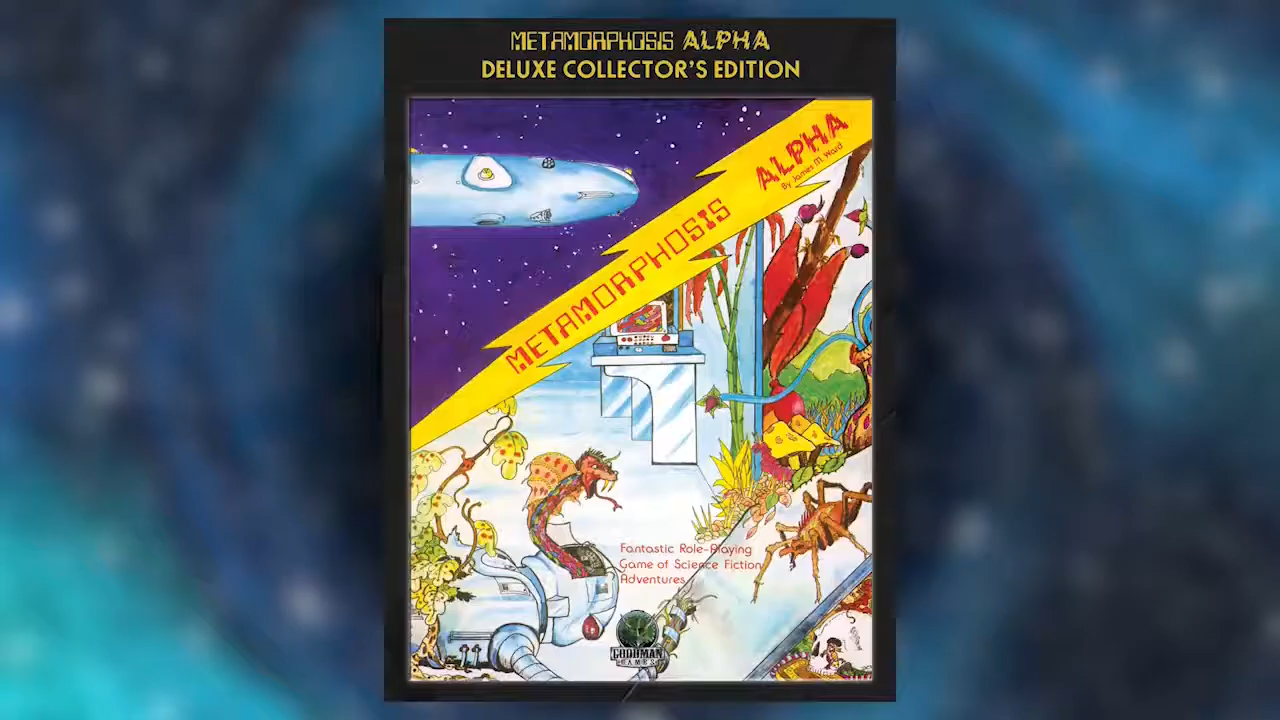 METAMORPHOSIS ALPHA
DELUXE COLLECTOR'S EDITION
METAMORPHOSIS ALPHA
By James M. Ward
Fantastic Role-Playing
Game of Science Fiction
Adventures
GOODMAN
GAMES